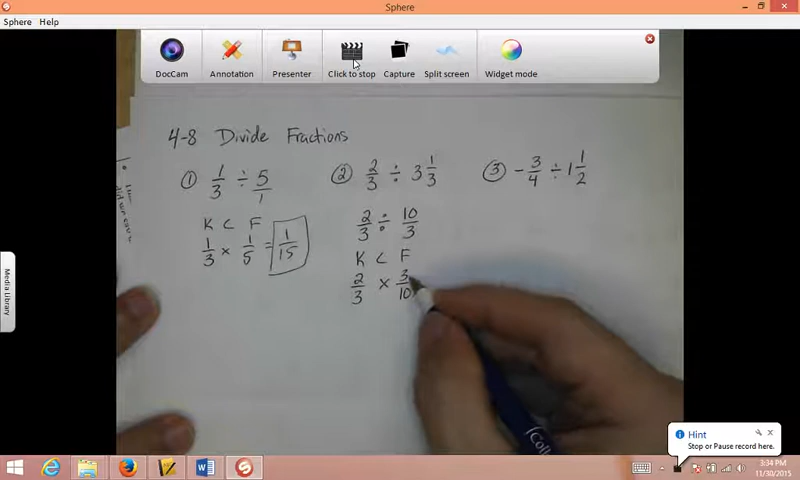 Sphere
Sphere Help
DocCam Annotation Presenter Click to stop Capture Split screen Widget mode
4-8 Divide Fractions
① 1/3 ÷ 5/1
K C F
1/3 × 1/5 = 1/15
② 2/3 ÷ 3 1/3
2/3 ÷ 10/3
K C F
2/3 × 3/10
③ - 3/4 ÷ 1 1/2
Media Library
Hint
Stop or Pause record here.
3:34 PM
11/30/2015